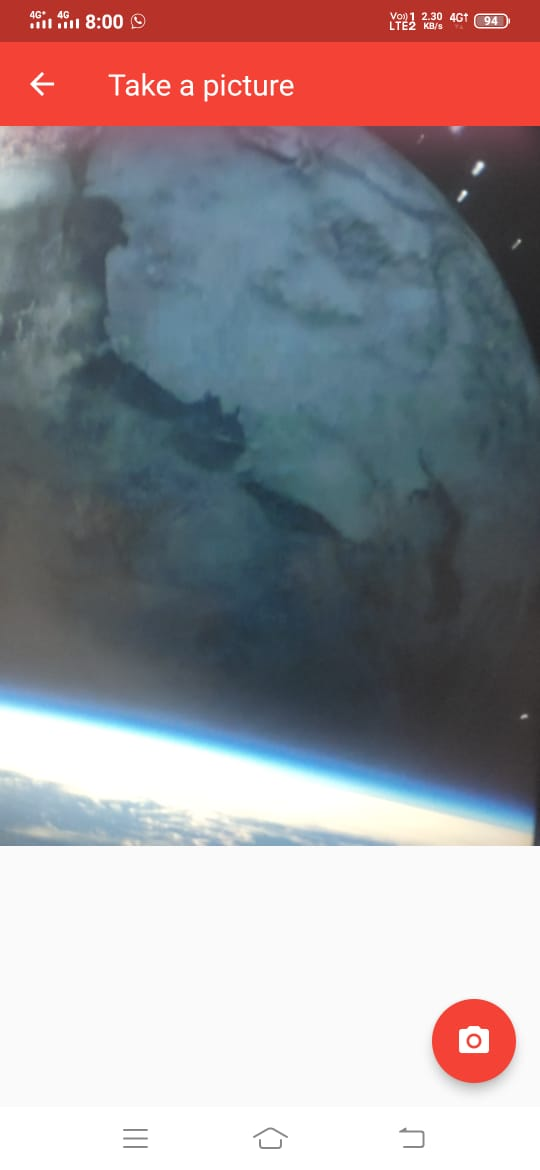 4G+ 4G 8:00 Vo)) 1 2.30 4G↑ 94
LTE2 KB/s
Take a picture